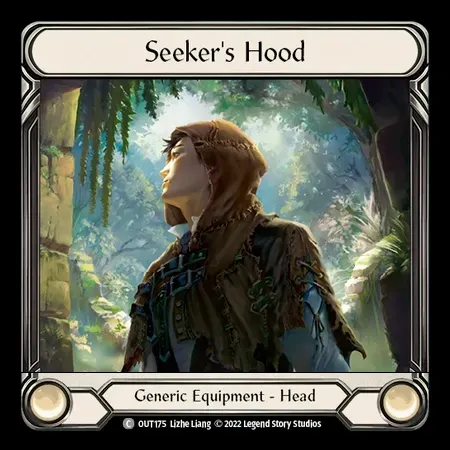 Seeker's Hood
Generic Equipment - Head
C OUT175 Lizhe Liang © 2022 Legend Story Studios